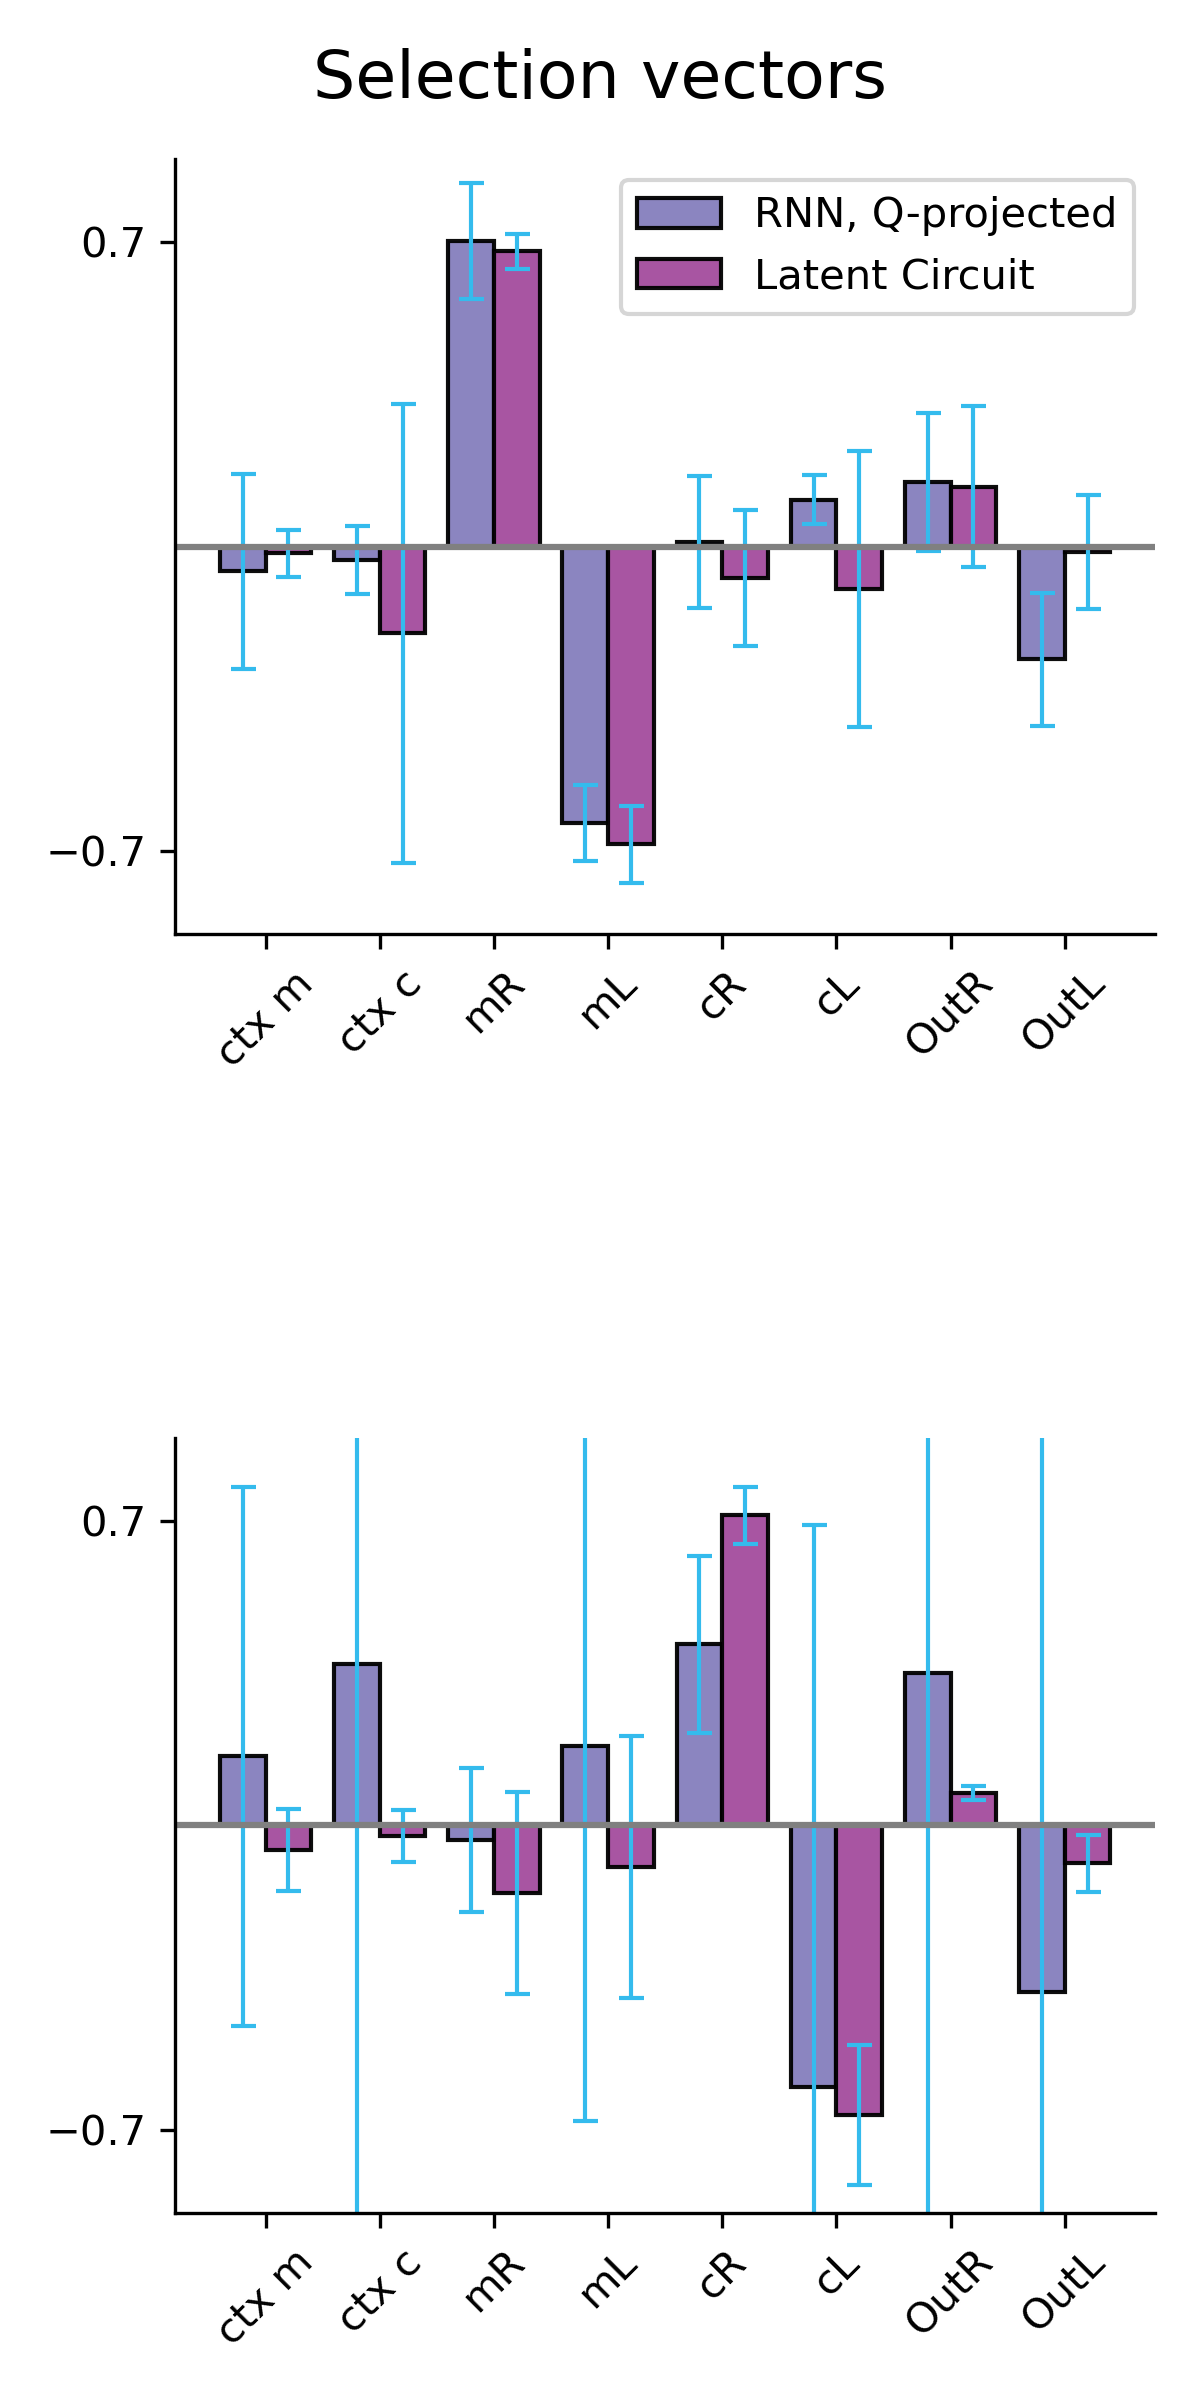 Selection vectors
RNN, Q-projected
Latent Circuit
0.7
−0.7
ctx m
ctx c
mR
mL
cR
cL
OutR
OutL
0.7
−0.7
ctx m
ctx c
mR
mL
cR
cL
OutR
OutL